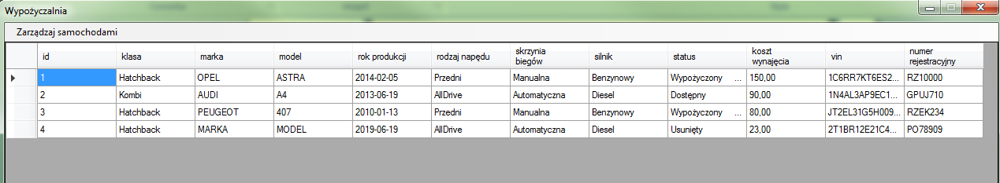 Wypożyczalnia
Zarządzaj samochodami
id klasa marka model rok produkcji rodzaj napędu skrzynia biegów silnik status koszt wynajęcia vin numer rejestracyjny
1 Hatchback OPEL ASTRA 2014-02-05 Przedni Manualna Benzynowy Wypożyczony ... 150,00 1C6RR7KT6ES2... RZ10000
2 Kombi AUDI A4 2013-06-19 AllDrive Automatyczna Diesel Dostępny 90,00 1N4AL3AP9EC1... GPUJ710
3 Hatchback PEUGEOT 407 2010-01-13 Przedni Manualna Benzynowy Wypożyczony ... 80,00 JT2EL31G5H009... RZEK234
4 Hatchback MARKA MODEL 2019-06-19 AllDrive Automatyczna Diesel Usunięty 23,00 2T1BR12E21C4... PO78909